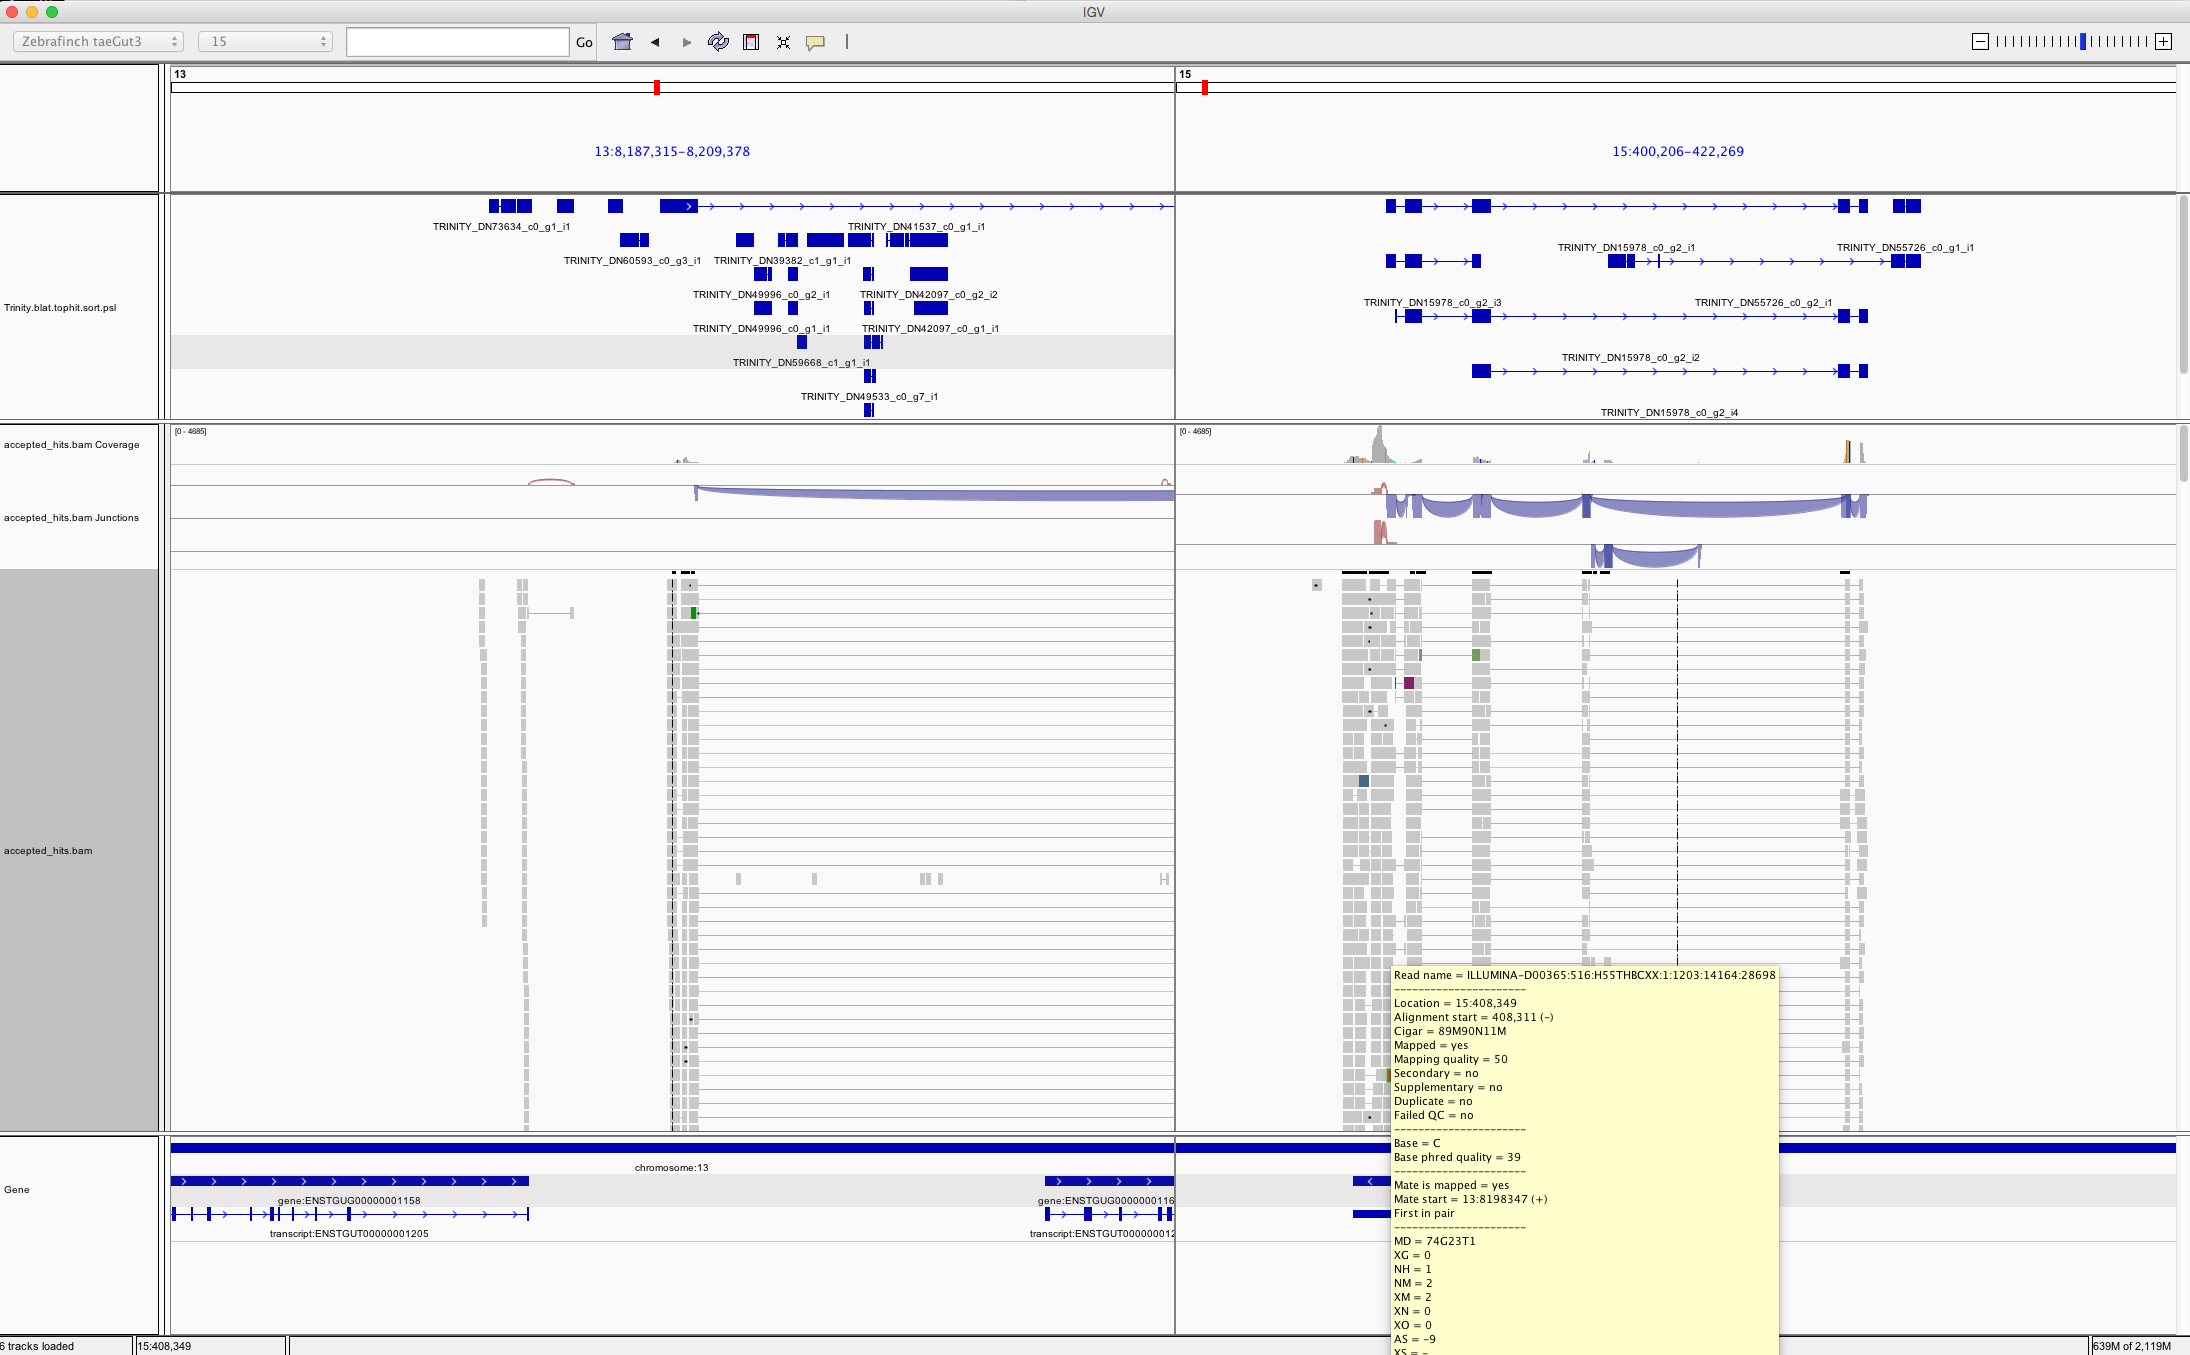 IGV
Zebrafinch taeGut3
15
Go
13
15
13:8,187,315-8,209,378
15:400,206-422,269
Trinity.blat.tophit.sort.psl
TRINITY_DN73634_c0_g1_i1
TRINITY_DN41537_c0_g1_i1
TRINITY_DN60593_c0_g3_i1
TRINITY_DN39382_c1_g1_i1
TRINITY_DN49996_c0_g2_i1
TRINITY_DN42097_c0_g2_i2
TRINITY_DN49996_c0_g1_i1
TRINITY_DN42097_c0_g1_i1
TRINITY_DN59668_c1_g1_i1
TRINITY_DN49533_c0_g7_i1
TRINITY_DN15978_c0_g2_i1
TRINITY_DN55726_c0_g1_i1
TRINITY_DN15978_c0_g2_i3
TRINITY_DN55726_c0_g2_i1
TRINITY_DN15978_c0_g2_i2
TRINITY_DN15978_c0_g2_i4
accepted_hits.bam Coverage
[0 - 4685]
[0 - 4685]
accepted_hits.bam Junctions
accepted_hits.bam
Read name = ILLUMINA-D00365:516:H55THBCXX:1:1203:14164:28698
----------------------
Location = 15:408,349
Alignment start = 408,311 (-)
Cigar = 89M90N11M
Mapped = yes
Mapping quality = 50
Secondary = no
Supplementary = no
Duplicate = no
Failed QC = no
----------------------
Base = C
Base phred quality = 39
----------------------
Mate is mapped = yes
Mate start = 13:8198347 (+)
First in pair
----------------------
MD = 74G23T1
XG = 0
NH = 1
NM = 2
XM = 2
XN = 0
XO = 0
AS = -9
XS = -
Gene
chromosome:13
gene:ENSTGUG00000001158
gene:ENSTGUG0000000116
transcript:ENSTGUT00000001205
transcript:ENSTGUT000000012
6 tracks loaded
15:408,349
639M of 2,119M